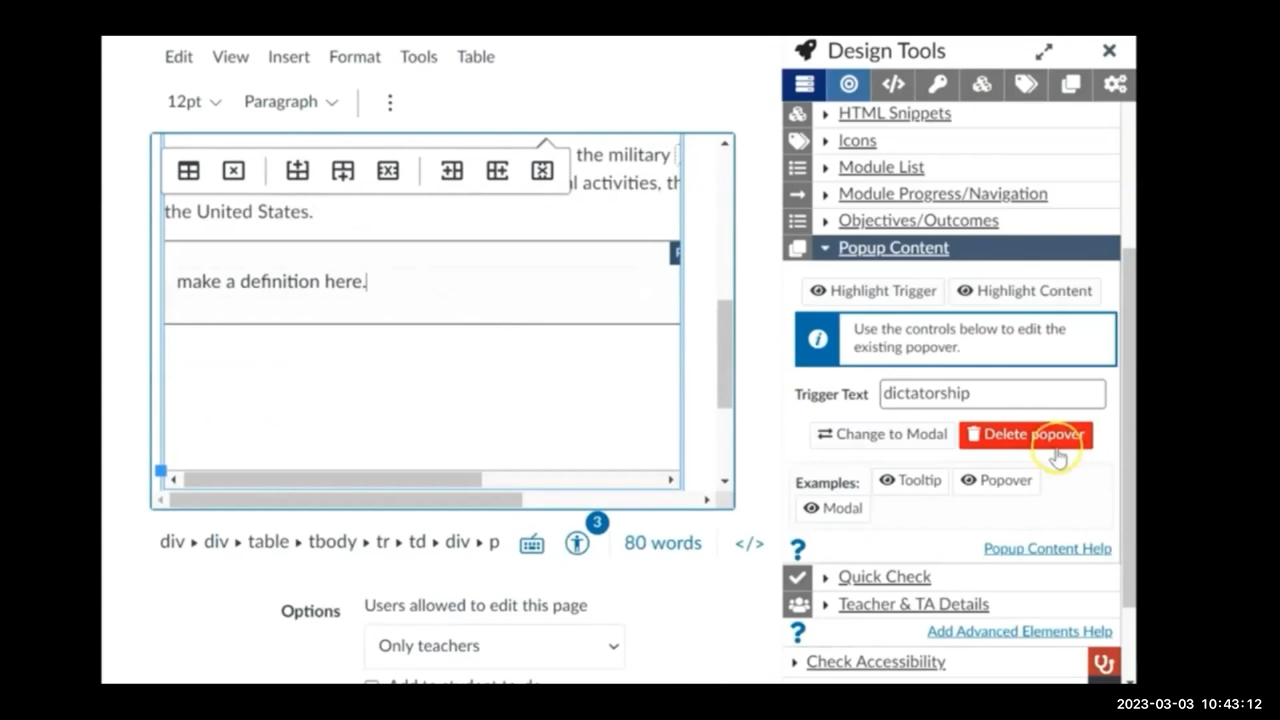 Edit View Insert Format Tools Table
12pt Paragraph
the military
activities,
the United States.
make a definition here.
div div table tbody tr td div p
3
80 words </>
Options
Users allowed to edit this page
Only teachers
Design Tools
HTML Snippets
Icons
Module List
Module Progress/Navigation
Objectives/Outcomes
Popup Content
Highlight Trigger Highlight Content
Use the controls below to edit the
existing popover.
Trigger Text dictatorship
Change to Modal Delete popover
Examples: Tooltip Popover
Modal
Popup Content Help
Quick Check
Teacher & TA Details
Add Advanced Elements Help
Check Accessibility
2023-03-03 10:43:12